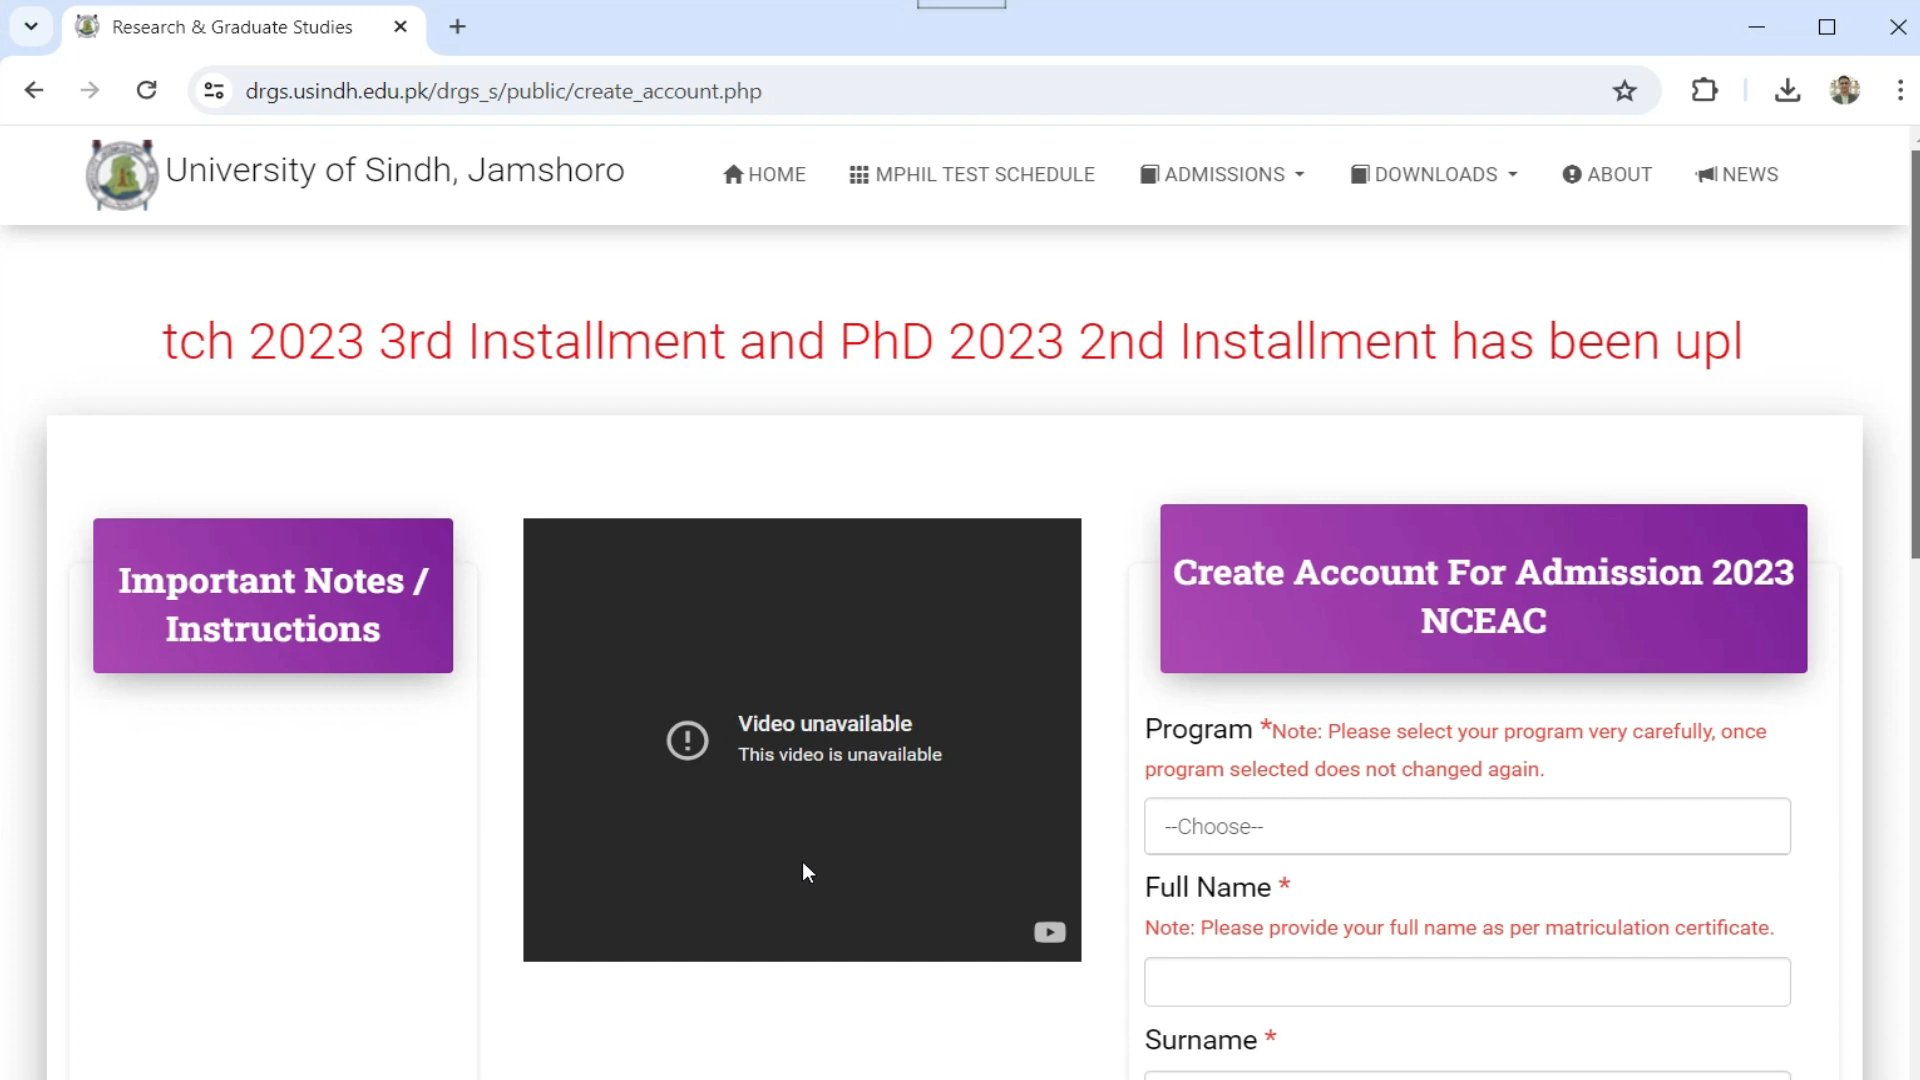 Research & Graduate Studies
drgs.usindh.edu.pk/drgs_s/public/create_account.php
University of Sindh, Jamshoro
HOME
MPHIL TEST SCHEDULE
ADMISSIONS
DOWNLOADS
ABOUT
NEWS
tch 2023 3rd Installment and PhD 2023 2nd Installment has been upl
Important Notes /
Instructions
Video unavailable
This video is unavailable
Create Account For Admission 2023
NCEAC
Program *Note: Please select your program very carefully, once
program selected does not changed again.
--Choose--
Full Name *
Note: Please provide your full name as per matriculation certificate.
Surname *